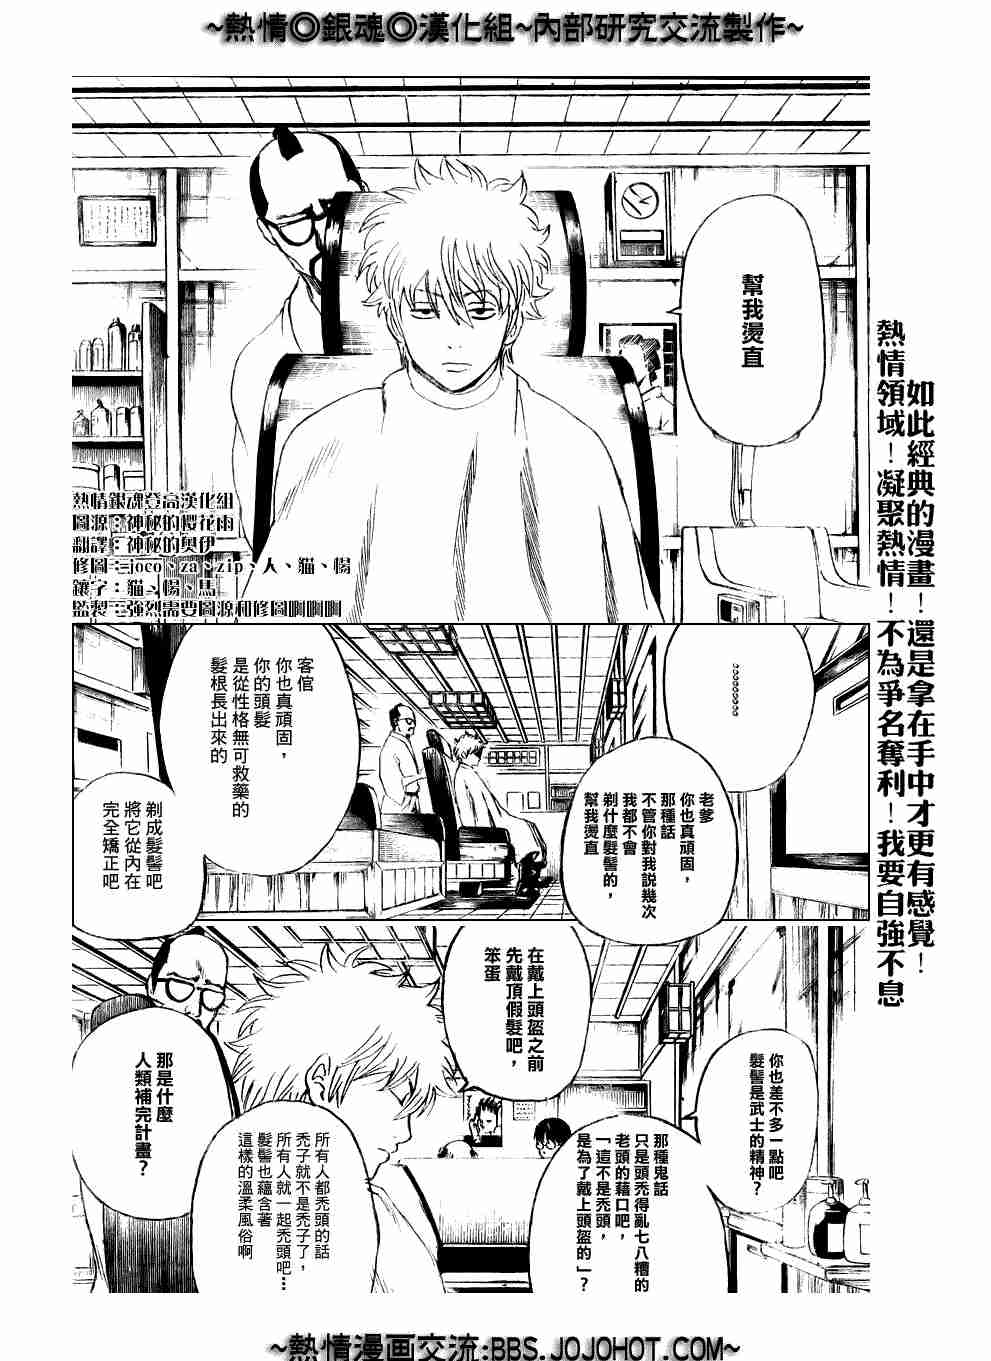 ~熱情◎銀魂◎漢化組~內部研究交流製作~
幫我燙直
如此經典的漫畫！還是拿在手中才更有感覺！
熱情領域！凝聚熱情！不為爭名奪利！我要自強不息
熱情銀魂登高漢化組
圖源：神秘的櫻花雨
翻譯：神秘的奧伊
修圖：joco、za、zip、人、貓、暢
鑲字：貓、暢、馬
監製：強烈需要圖源和修圖啊啊啊
。。。。。。。。
老爹
你也真頑固，
那種話
不管你對我說幾次
我都不會
剃什麼髮髻的，
幫我燙直
客倌
你也真頑固，
你的頭髮
是從性格無可救藥的
髮根長出來的
剃成髮髻吧
將它從內在
完全矯正吧
你也差不多一點吧
髮髻是武士的精神？
那種鬼話
只是頭禿得亂七八糟的
老頭的藉口吧，
「這不是禿頭，
是為了戴上頭盔的」？
在戴上頭盔之前
先戴頂假髮吧，
笨蛋
所有人都禿頭的話
禿子就不是禿子了，
所有人就一起禿頭吧…
髮髻也蘊含著
這樣的溫柔風俗啊
那是什麼
人類補完計畫？
~熱情漫画交流:BBS.JOJOHOT.COM~